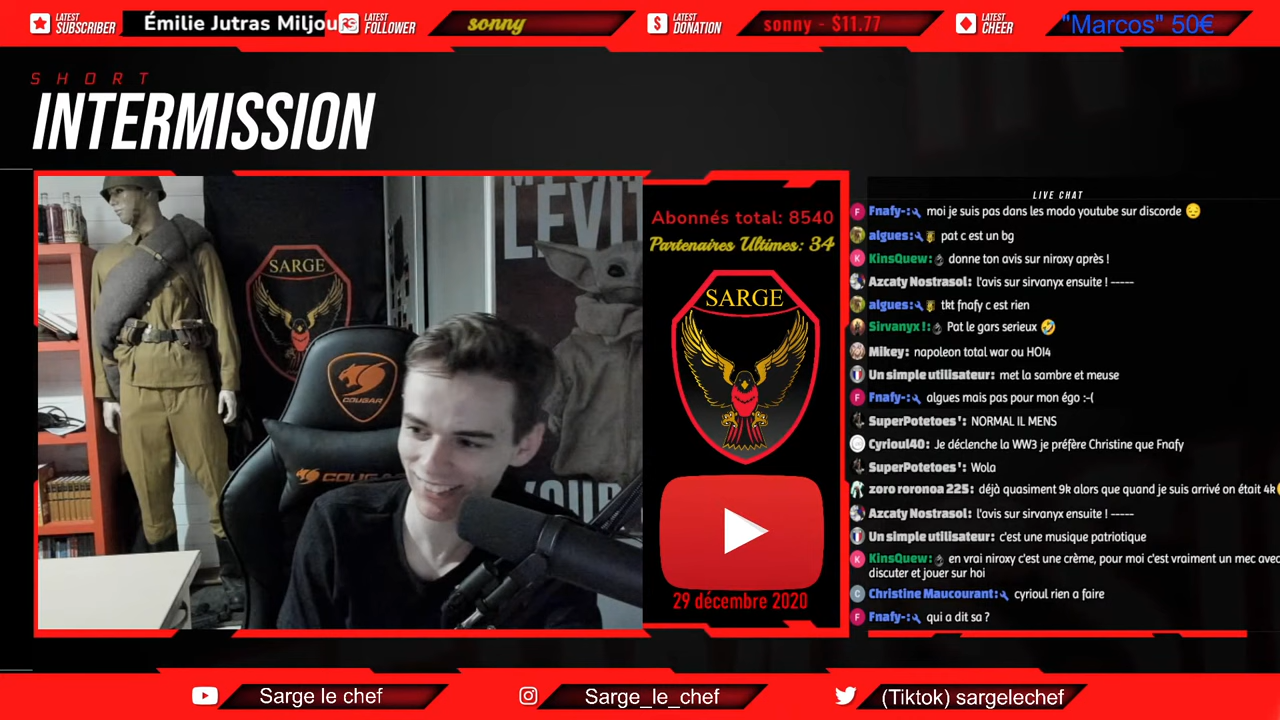 LATEST SUBSCRIBER
Émilie Jutras Miljou
LATEST FOLLOWER
sonny
LATEST DONATION
sonny - $11.77
LATEST CHEER
"Marcos" 50€
SHORT
INTERMISSION
SARGE
COUGAR
COUGAR
LEVIT
YOUR
Abonnés total: 8540
Partenaires Ultimes: 34
SARGE
29 décembre 2020
LIVE CHAT
Fnafy-: moi je suis pas dans les modo youtube sur discorde 😔
algues: pat c est un bg
KinsQuew: donne ton avis sur niroxy après !
Azcaty Nostrasol: l'avis sur sirvanyx ensuite ! -----
algues: tkt fnafy c est rien
Sirvanyx !: Pat le gars serieux 🤣
Mikey: napoleon total war ou HOI4
Un simple utilisateur: met la sambre et meuse
Fnafy-: algues mais pas pour mon égo :-(
SuperPotetoes': NORMAL IL MENS
Cyrioul40: Je déclenche la WW3 je préfère Christine que Fnafy
SuperPotetoes': Wola
zoro roronoa 225: déjà quasiment 9k alors que quand je suis arrivé on était 4k
Azcaty Nostrasol: l'avis sur sirvanyx ensuite ! -----
Un simple utilisateur: c'est une musique patriotique
KinsQuew: en vrai niroxy c'est une crème, pour moi c'est vraiment un mec avec
discuter et jouer sur hoi
Christine Maucourant: cyrioul rien a faire
Fnafy-: qui a dit sa ?
Sarge le chef
Sarge_le_chef
(Tiktok) sargelechef